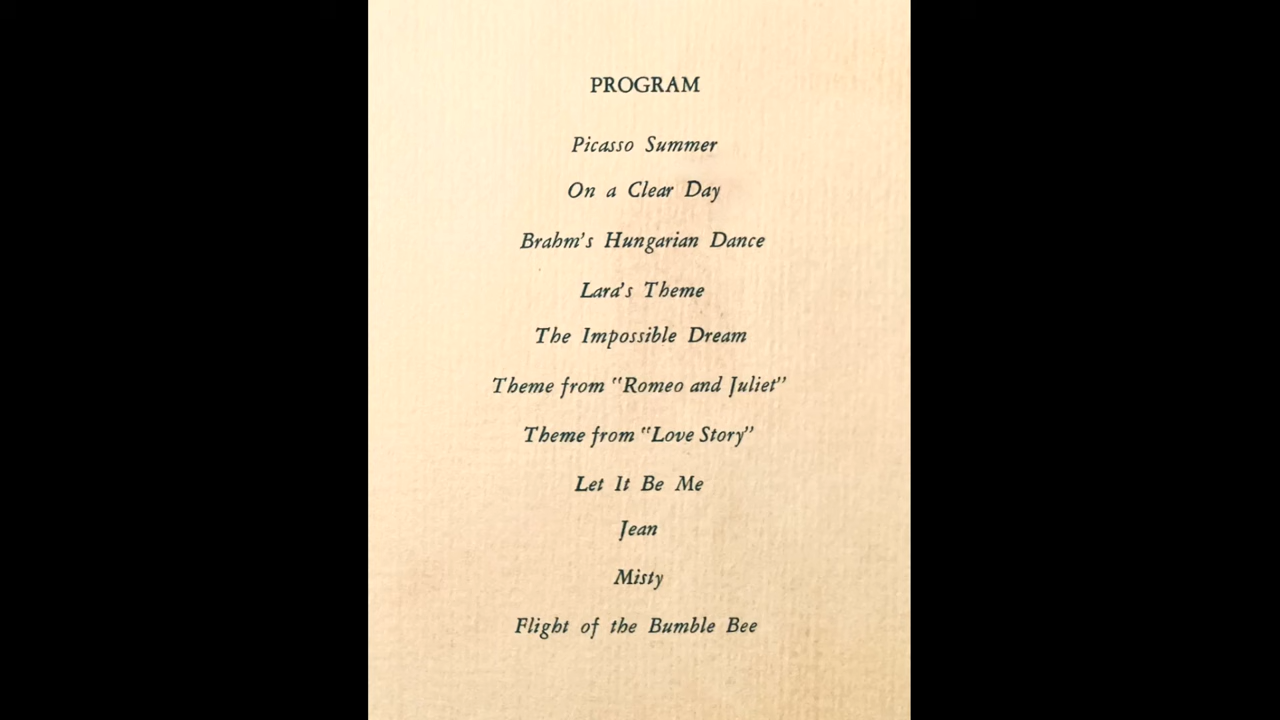 PROGRAM
Picasso Summer
On a Clear Day
Brahm's Hungarian Dance
Lara's Theme
The Impossible Dream
Theme from "Romeo and Juliet"
Theme from "Love Story"
Let It Be Me
Jean
Misty
Flight of the Bumble Bee